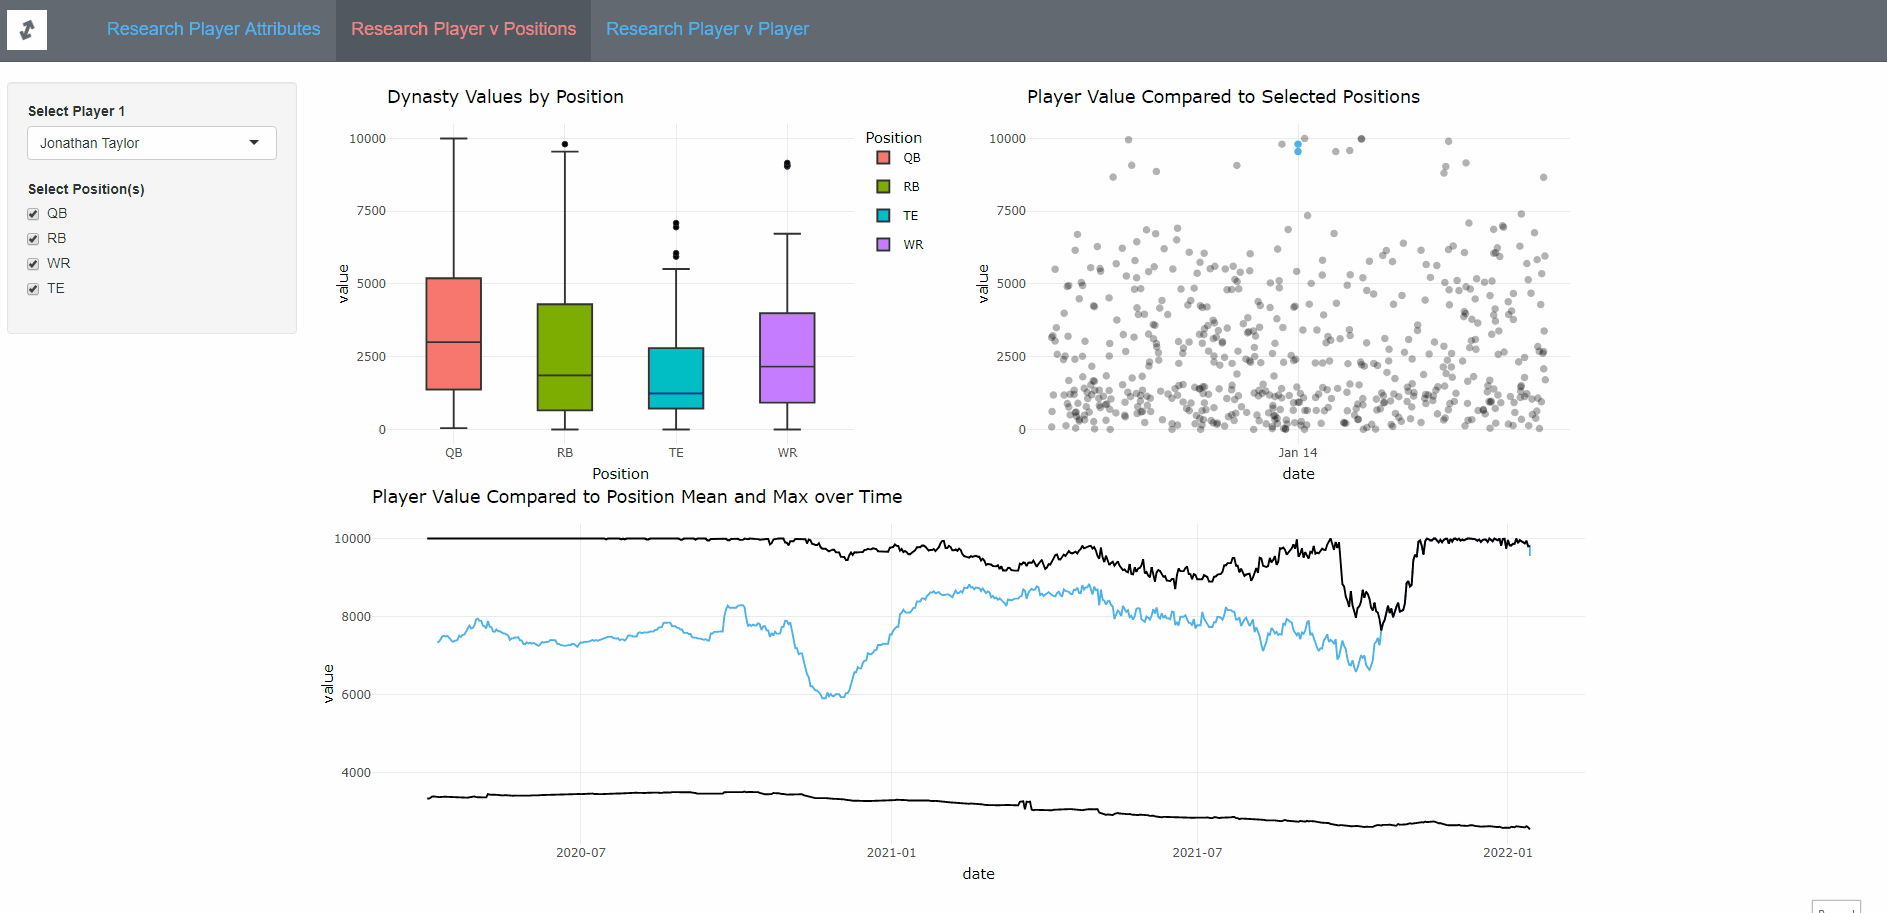 Research Player Attributes
Research Player v Positions
Research Player v Player
Select Player 1
Jonathan Taylor
Select Position(s)
QB
RB
WR
TE
Dynasty Values by Position
10000
7500
5000
2500
0
value
QB
RB
TE
WR
Position
Position
QB
RB
TE
WR
Player Value Compared to Selected Positions
10000
7500
5000
2500
0
value
Jan 14
date
Player Value Compared to Position Mean and Max over Time
10000
8000
6000
4000
value
2020-07
2021-01
2021-07
2022-01
date